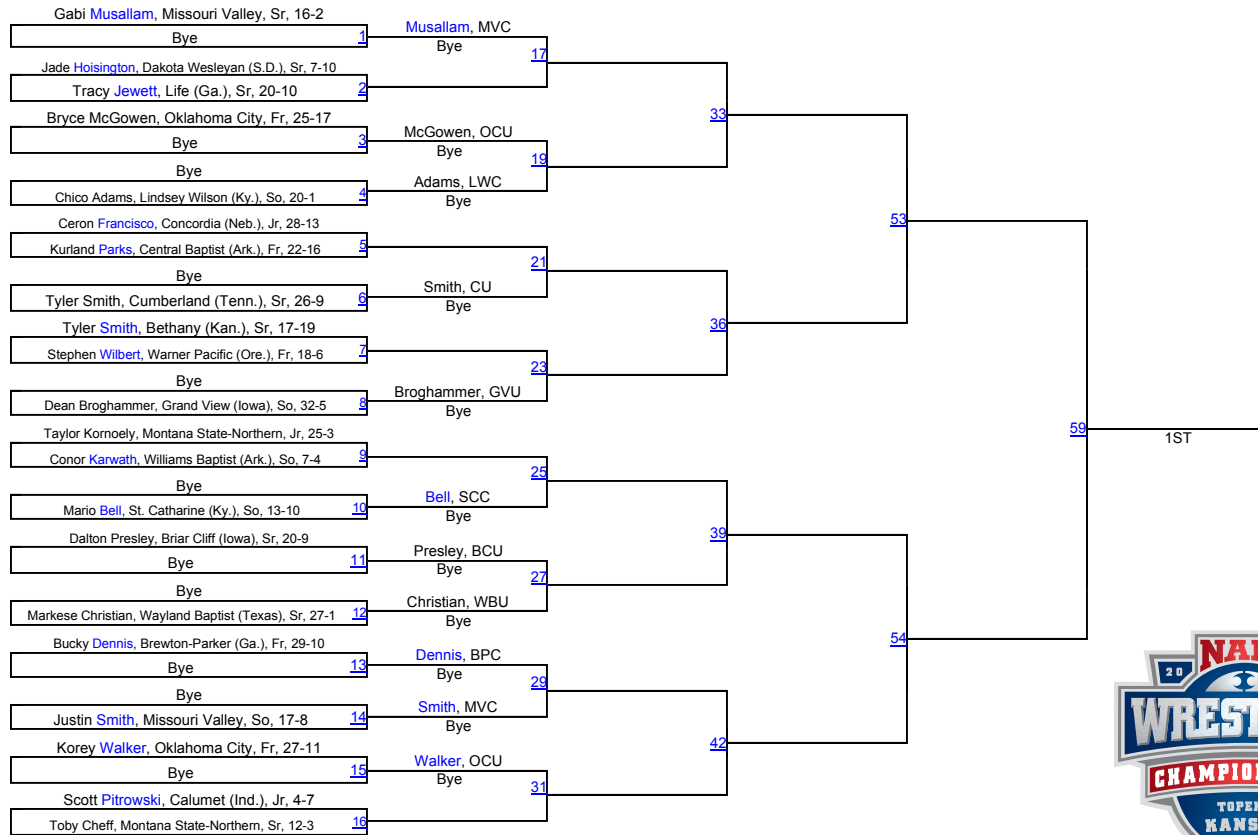 Gabi Musallam, Missouri Valley, Sr, 16-2
Bye
1
Jade Hoisington, Dakota Wesleyan (S.D.), Sr, 7-10
Tracy Jewett, Life (Ga.), Sr, 20-10
2
Bryce McGowen, Oklahoma City, Fr, 25-17
Bye
3
Bye
Chico Adams, Lindsey Wilson (Ky.), So, 20-1
4
Ceron Francisco, Concordia (Neb.), Jr, 28-13
Kurland Parks, Central Baptist (Ark.), Fr, 22-16
5
Bye
Tyler Smith, Cumberland (Tenn.), Sr, 26-9
6
Tyler Smith, Bethany (Kan.), Sr, 17-19
Stephen Wilbert, Warner Pacific (Ore.), Fr, 18-6
7
Bye
Dean Broghammer, Grand View (Iowa), So, 32-5
8
Taylor Kornoely, Montana State-Northern, Jr, 25-3
Conor Karwath, Williams Baptist (Ark.), So, 7-4
9
Bye
Mario Bell, St. Catharine (Ky.), So, 13-10
10
Dalton Presley, Briar Cliff (Iowa), Sr, 20-9
Bye
11
Bye
Markese Christian, Wayland Baptist (Texas), Sr, 27-1
12
Bucky Dennis, Brewton-Parker (Ga.), Fr, 29-10
Bye
13
Bye
Justin Smith, Missouri Valley, So, 17-8
14
Korey Walker, Oklahoma City, Fr, 27-11
Bye
15
Scott Pitrowski, Calumet (Ind.), Jr, 4-7
Toby Cheff, Montana State-Northern, Sr, 12-3
16
Musallam, MVC
Bye
17
McGowen, OCU
Bye
19
Adams, LWC
Bye
21
Smith, CU
Bye
23
Broghammer, GVU
Bye
25
Bell, SCC
Bye
Presley, BCU
Bye
27
Christian, WBU
Bye
Dennis, BPC
Bye
29
Smith, MVC
Bye
Walker, OCU
Bye
31
33
36
39
42
53
54
59
1ST
20
NAI
WREST
CHAMPION
TOPE
KANS